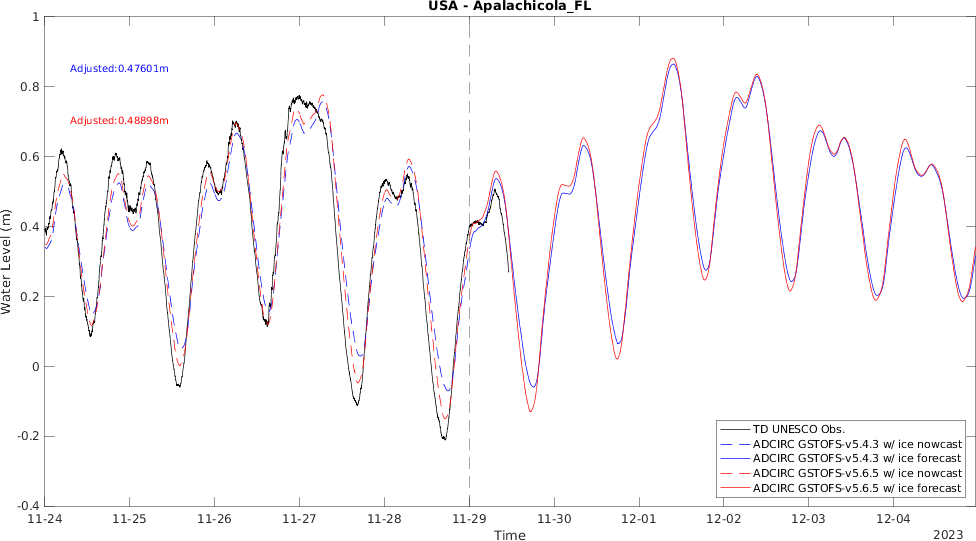 USA - Apalachicola_FL
1
0.8
0.6
0.4
0.2
0
-0.2
-0.4
Water Level (m)
Adjusted:0.47601m
Adjusted:0.48898m
TD UNESCO Obs.
ADCIRC GSTOFS-v5.4.3 w/ ice nowcast
ADCIRC GSTOFS-v5.4.3 w/ ice forecast
ADCIRC GSTOFS-v5.6.5 w/ ice nowcast
ADCIRC GSTOFS-v5.6.5 w/ ice forecast
11-24 11-25 11-26 11-27 11-28 11-29 11-30 12-01 12-02 12-03 12-04
Time
2023